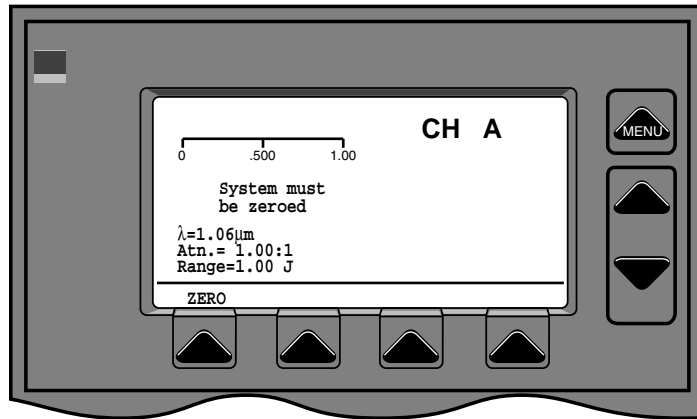 CH A
MENU
0 .500 1.00
System must
be zeroed
λ=1.06μm
Atn.= 1.00:1
Range=1.00 J
ZERO